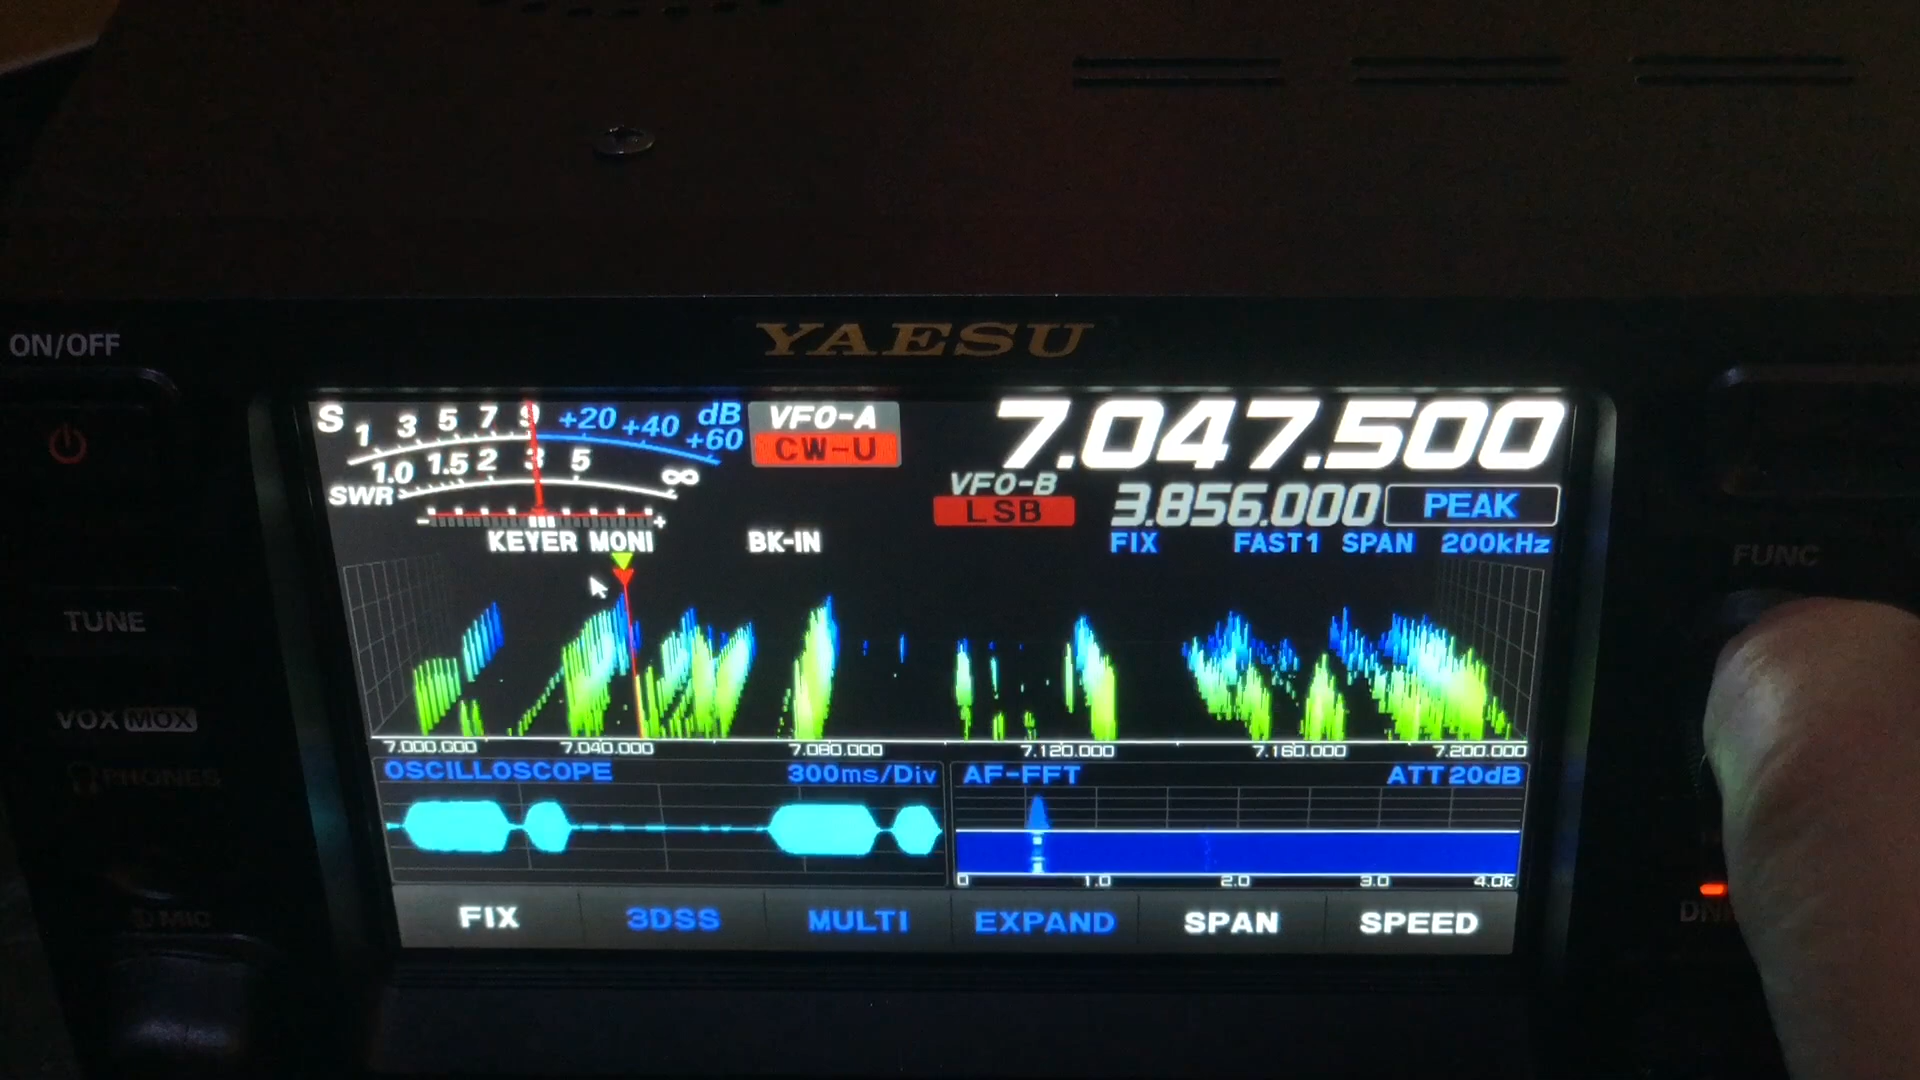 YAESU
ON/OFF
S 1 3 5 7 9 +20 +40 +60 dB
VFO-A
CW-U
7.047.500
1.0 1.5 2 3 5 ∞
SWR
VFO-B
LSB
3.856.000
PEAK
- +
KEYER MONI
BK-IN
FIX FAST1 SPAN 200kHz
FUNC
TUNE
VOX MOX
PHONES
7.000.000 7.040.000 7.080.000 7.120.000 7.160.000 7.200.000
OSCILLOSCOPE 300ms/Div
AF-FFT ATT 20dB
0 1.0 2.0 3.0 4.0k
MIC
FIX 3DSS MULTI EXPAND SPAN SPEED